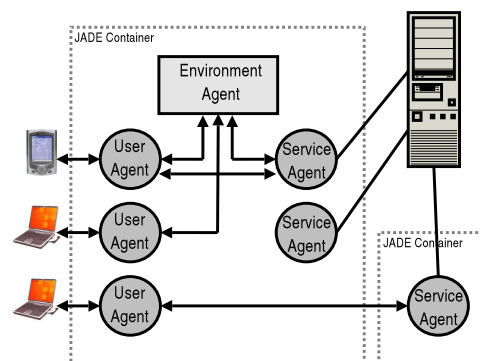 JADE Container
Environment
Agent
User
Agent
Service
Agent
User
Agent
Service
Agent
JADE Container
User
Agent
Service
Agent